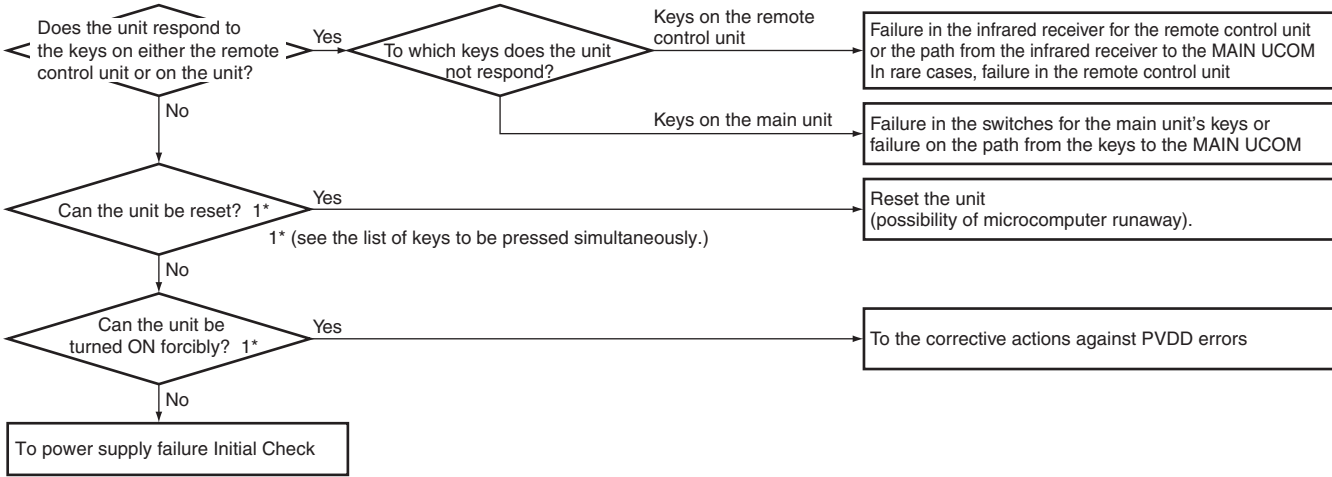 Does the unit respond to
the keys on either the remote
control unit or on the unit?
Yes
To which keys does the unit
not respond?
Keys on the remote
control unit
Failure in the infrared receiver for the remote control unit
or the path from the infrared receiver to the MAIN UCOM
In rare cases, failure in the remote control unit
No
Keys on the main unit
Failure in the switches for the main unit's keys or
failure on the path from the keys to the MAIN UCOM
Can the unit be reset? 1*
Yes
1* (see the list of keys to be pressed simultaneously.)
Reset the unit
(possibility of microcomputer runaway).
No
Can the unit be
turned ON forcibly? 1*
Yes
To the corrective actions against PVDD errors
No
To power supply failure Initial Check